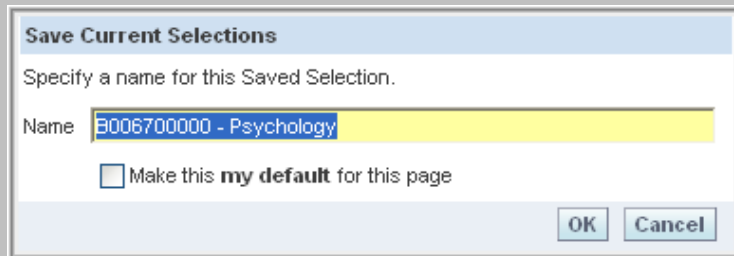 Save Current Selections
Specify a name for this Saved Selection.
Name B006700000 - Psychology
Make this my default for this page
OK Cancel